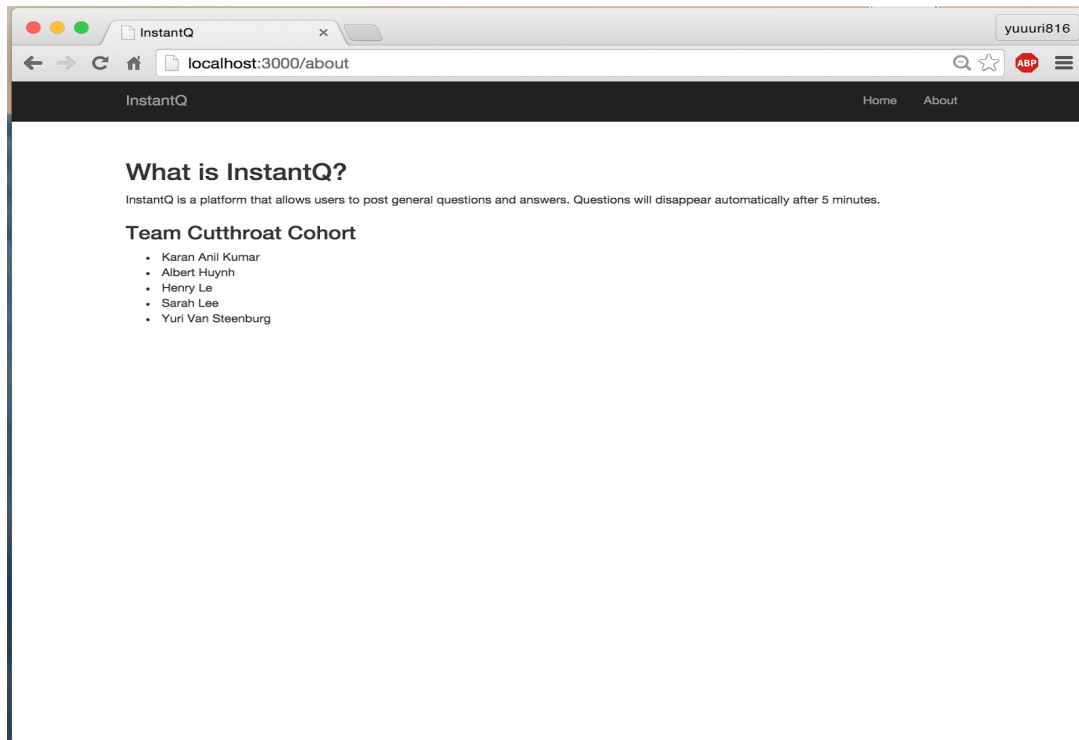 InstantQ
yuuuri816
localhost:3000/about
ABP
InstantQ Home About
What is InstantQ?
InstantQ is a platform that allows users to post general questions and answers. Questions will disappear automatically after 5 minutes.
Team Cutthroat Cohort
Karan Anil Kumar
Albert Huynh
Henry Le
Sarah Lee
Yuri Van Steenburg